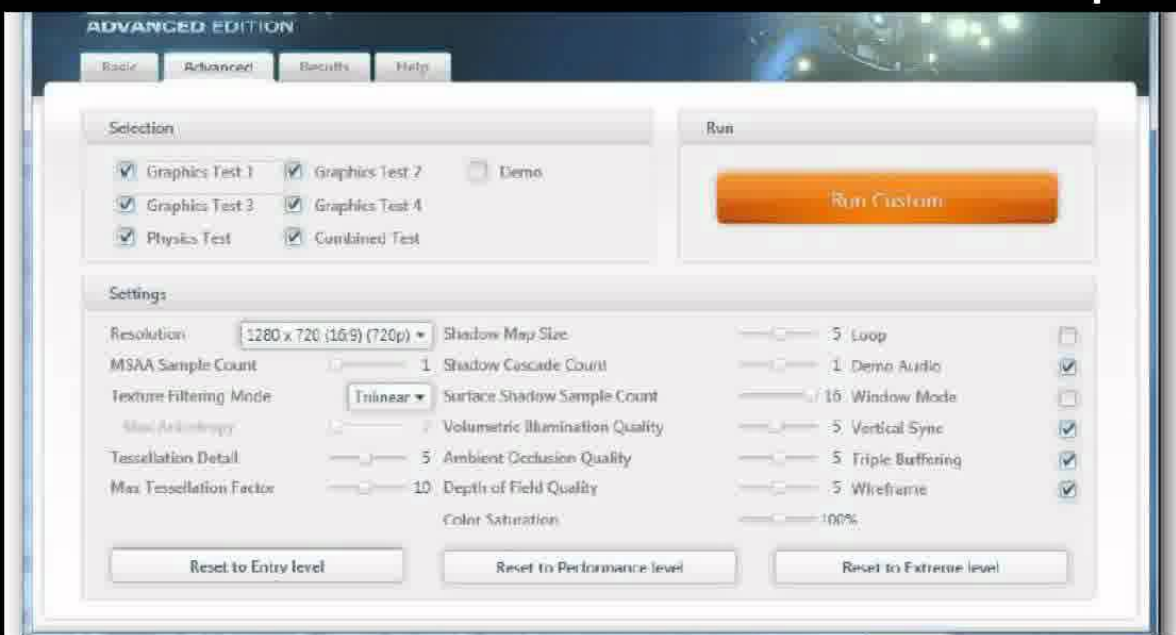 ADVANCED EDITION
Basic Advanced Results Help
Selection
Graphics Test 1 Graphics Test 2 Demo
Graphics Test 3 Graphics Test 4
Physics Test Combined Test
Run
Run Custom
Settings
Resolution 1280 x 720 (16:9) (720p)
MSAA Sample Count 1
Texture Filtering Mode Trilinear
Max Anisotropy
Tessellation Detail 5
Max Tessellation Factor 10
Shadow Map Size 5
Shadow Cascade Count 1
Surface Shadow Sample Count 16
Volumetric Illumination Quality 5
Ambient Occlusion Quality 5
Depth of Field Quality 5
Color Saturation 100%
Loop
Demo Audio
Window Mode
Vertical Sync
Triple Buffering
Wireframe
Reset to Entry level
Reset to Performance level
Reset to Extreme level